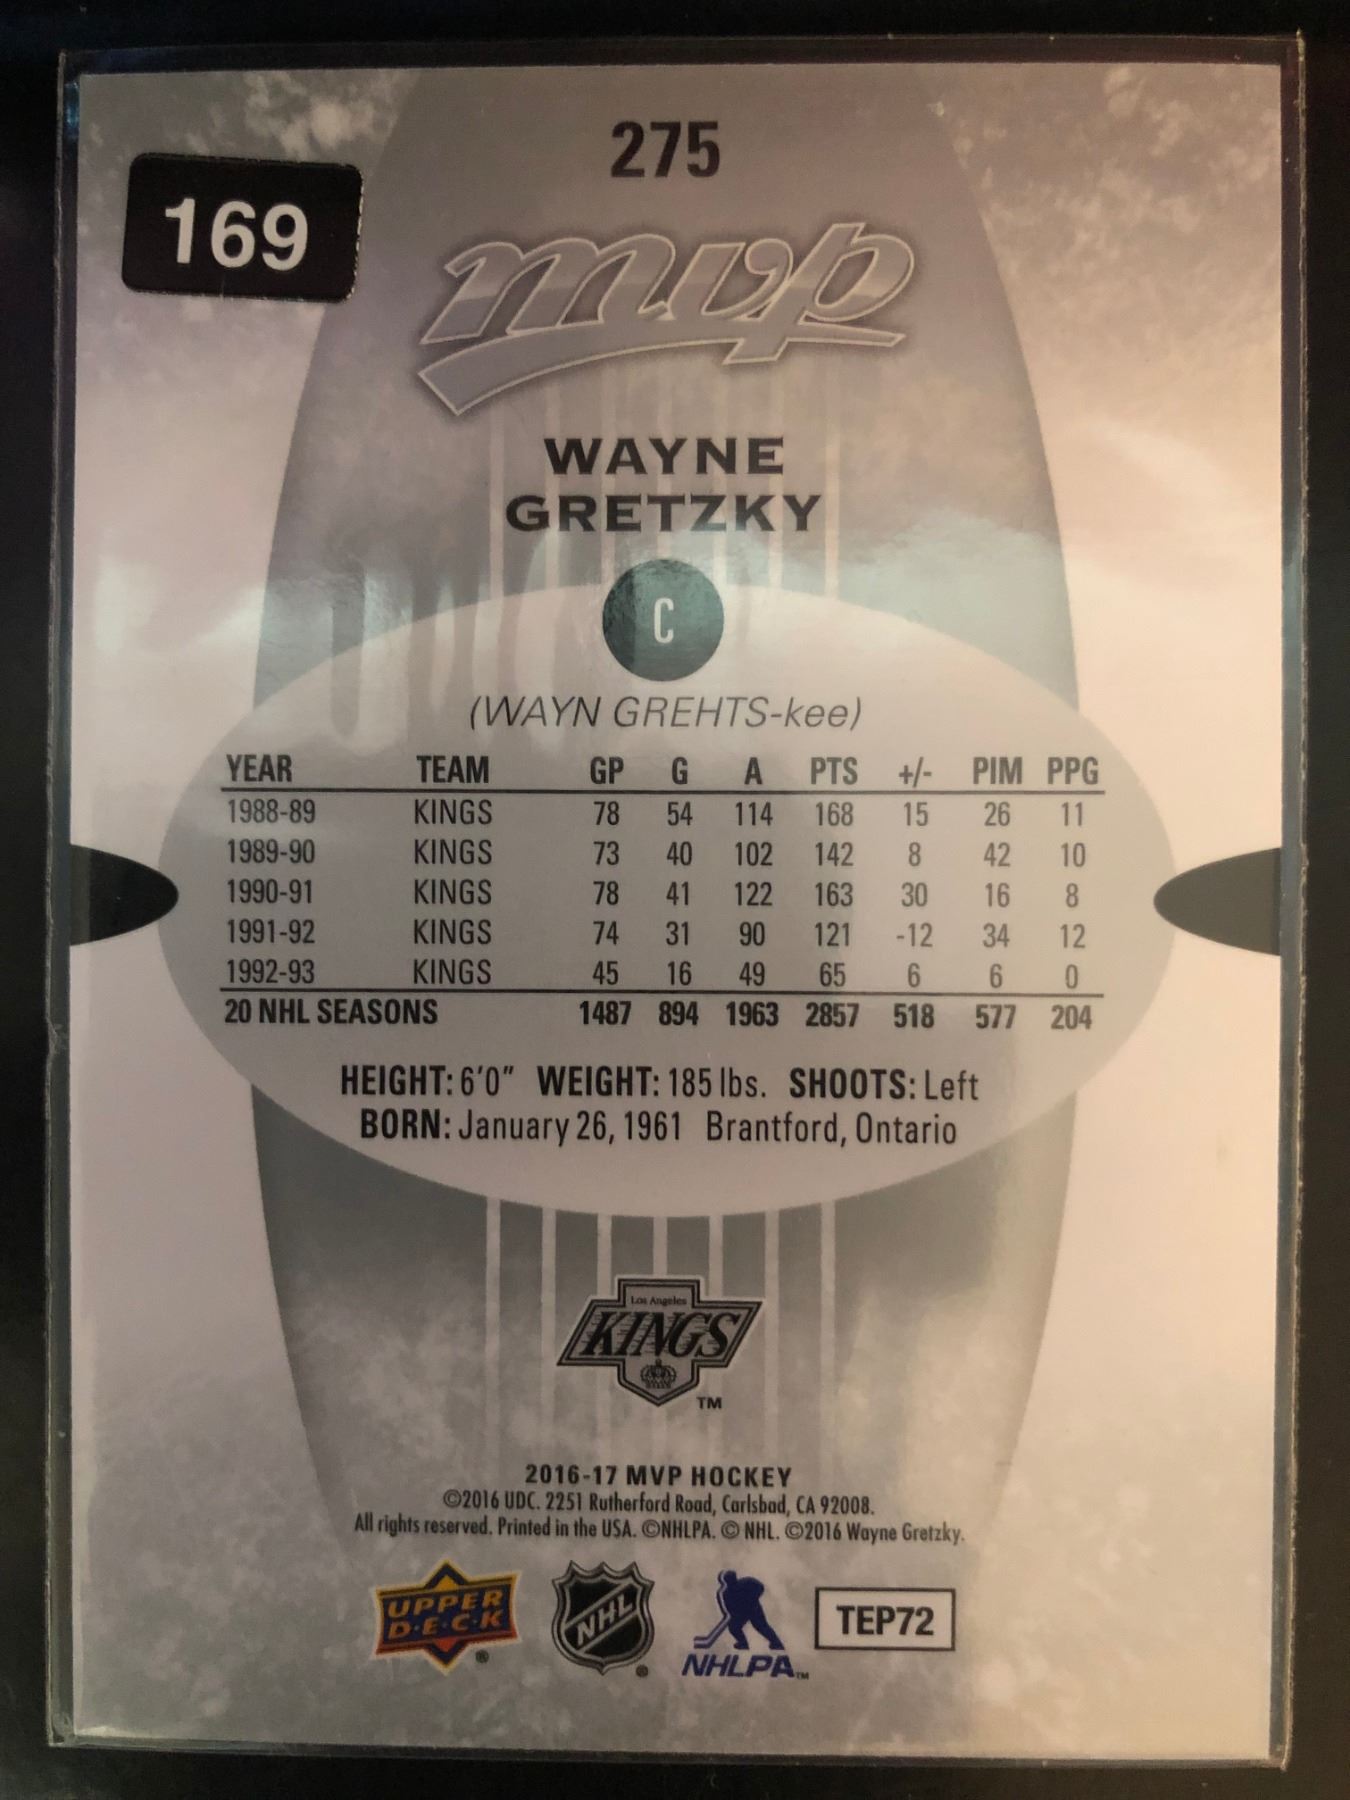 275
169
mvp
WAYNE
GRETZKY
C
(WAYN GREHTS-kee)
YEAR TEAM GP G A PTS +/- PIM PPG
1988-89 KINGS 78 54 114 168 15 26 11
1989-90 KINGS 73 40 102 142 8 42 10
1990-91 KINGS 78 41 122 163 30 16 8
1991-92 KINGS 74 31 90 121 -12 34 12
1992-93 KINGS 45 16 49 65 6 6 0
20 NHL SEASONS 1487 894 1963 2857 518 577 204
HEIGHT: 6'0" WEIGHT: 185 lbs. SHOOTS: Left
BORN: January 26, 1961 Brantford, Ontario
Los Angeles
KINGS
TM
2016-17 MVP HOCKEY
©2016 UDC. 2251 Rutherford Road, Carlsbad, CA 92008.
All rights reserved. Printed in the USA. ©NHLPA. © NHL. ©2016 Wayne Gretzky.
UPPER
D·E·C·K
®
NHL
®
NHLPA™
TEP72